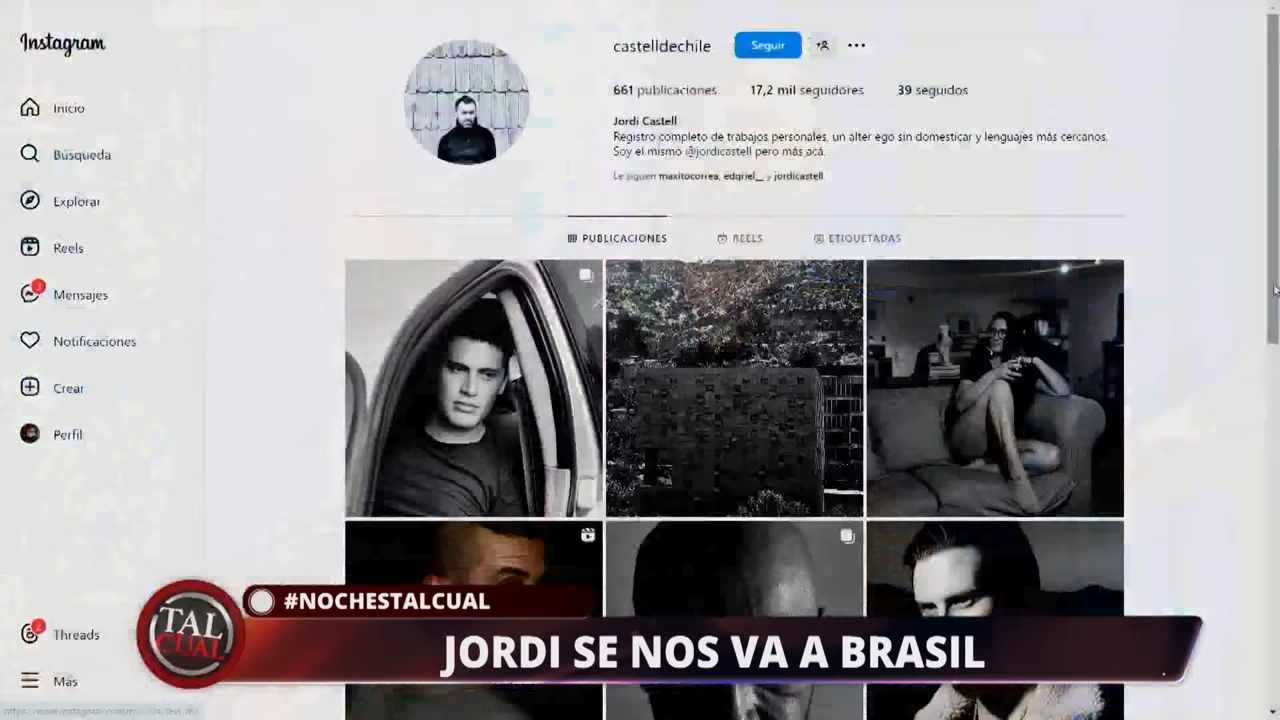 Instagram
Inicio
Búsqueda
Explorar
Reels
Mensajes
Notificaciones
Crear
Perfil
Threads
Más
castelldechile
Seguir
661 publicaciones 17,2 mil seguidores 39 seguidos
Jordi Castell
Registro completo de trabajos personales, un alter ego sin domesticar y lenguajes más cercanos.
Soy el mismo @jordicastell pero más acá.
Le siguen maxitocorrea, edqriel__ y jordicastell
PUBLICACIONES REELS ETIQUETADAS
#NOCHESTALCUAL
TAL
CUAL
JORDI SE NOS VA A BRASIL